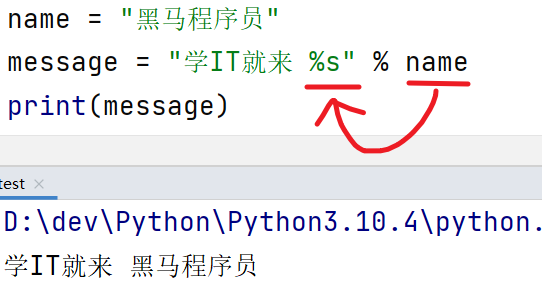 name = "黑马程序员"
message = "学IT就来 %s" % name
print(message)
test ×
D:\dev\Python\Python3.10.4\python.
学IT就来 黑马程序员